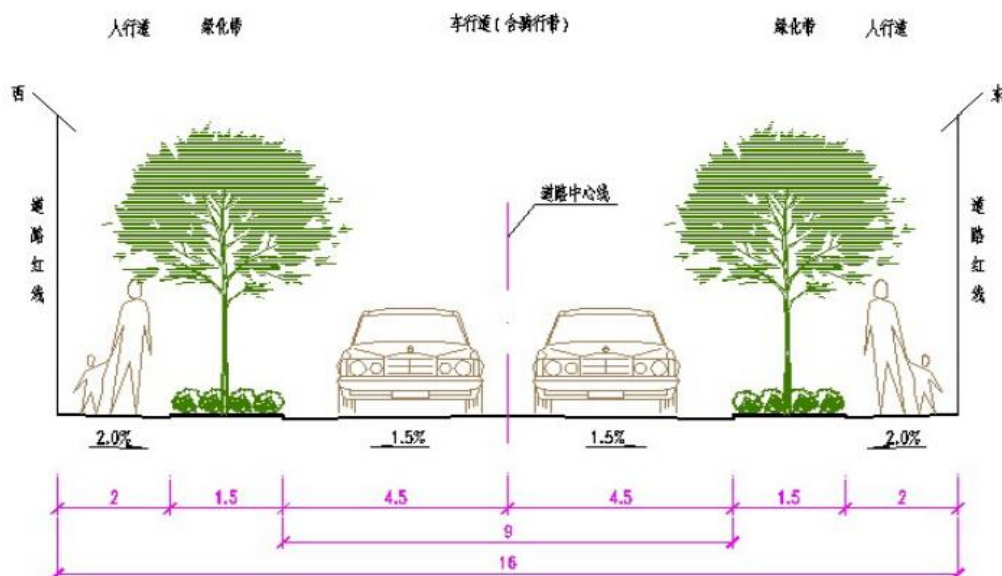 人行道 绿化带 车行道(含骑行带) 绿化带 人行道
西 东
道路中心线
道路红线 道路红线
2.0% 1.5% 1.5% 2.0%
2 1.5 4.5 4.5 1.5 2
9
16